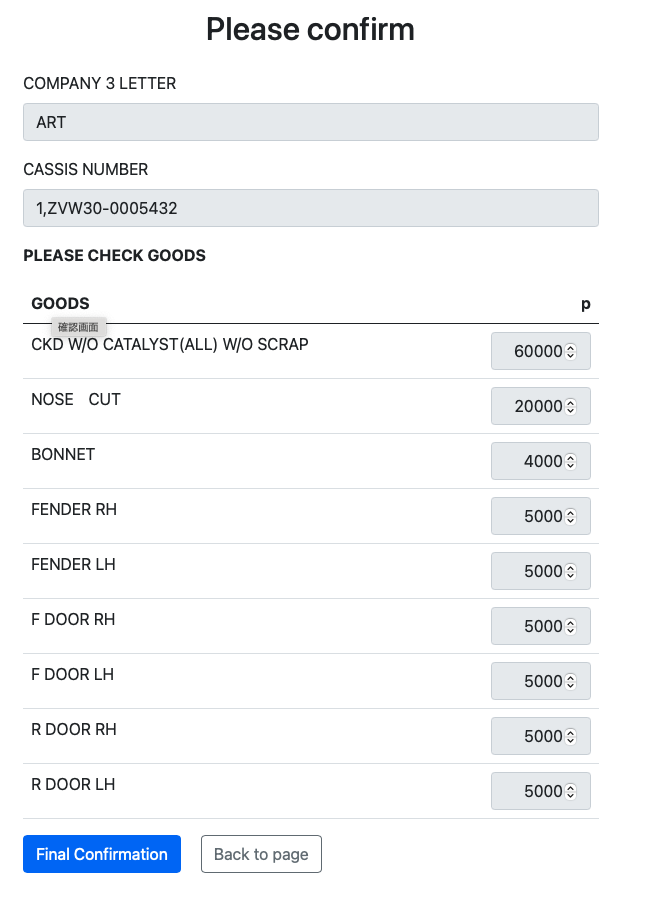 Please confirm
COMPANY 3 LETTER
ART
CASSIS NUMBER
1,ZVW30-0005432
PLEASE CHECK GOODS
GOODS p
確認画面
CKD W/O CATALYST(ALL) W/O SCRAP 60000
NOSE　CUT 20000
BONNET 4000
FENDER RH 5000
FENDER LH 5000
F DOOR RH 5000
F DOOR LH 5000
R DOOR RH 5000
R DOOR LH 5000
Final Confirmation Back to page